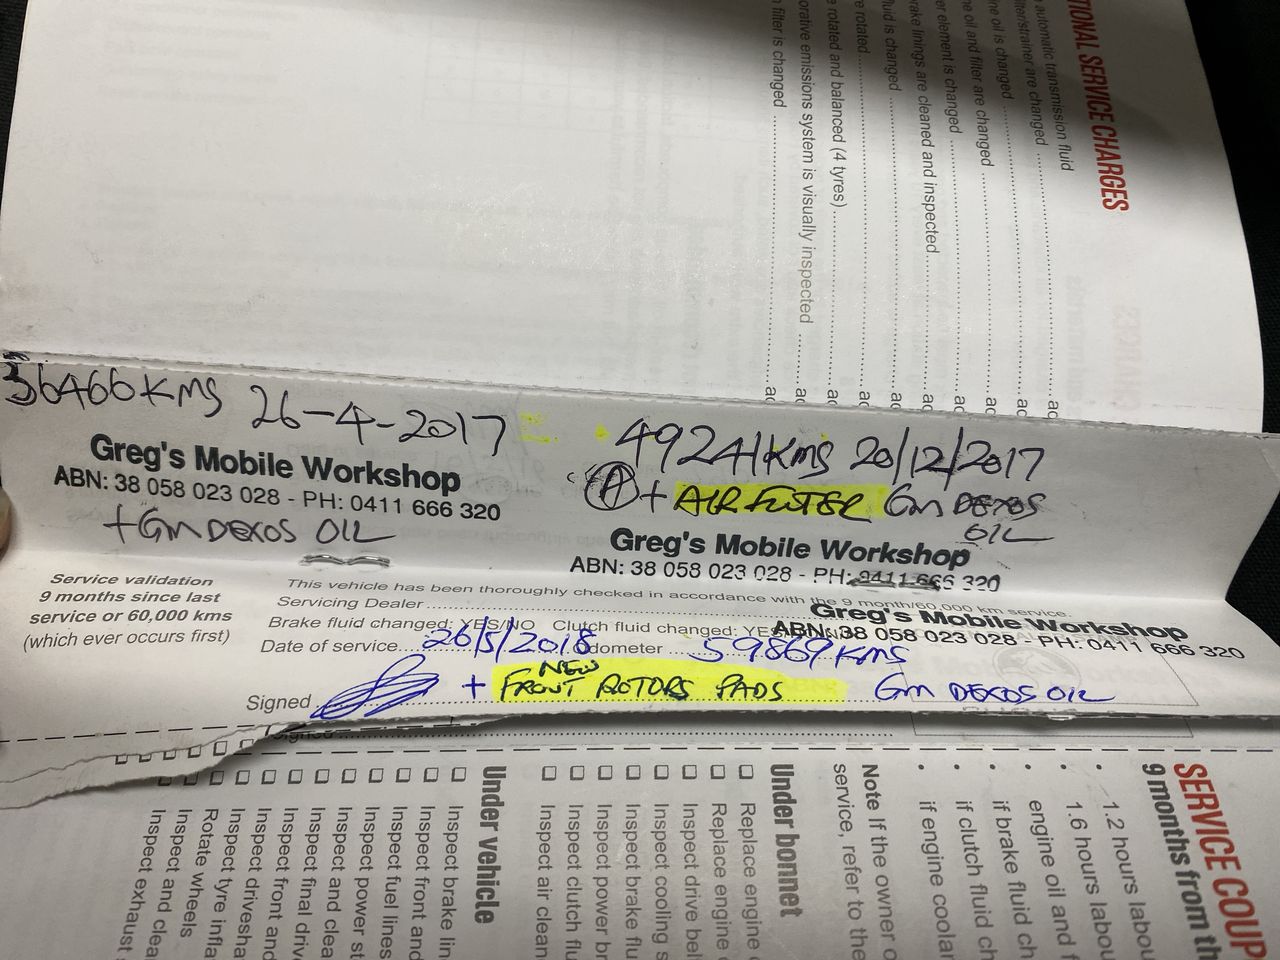 TIONAL SERVICE CHARGES
automatic transmission fluid
filter/strainer are changed
oil is changed
oil and filter are changed
element is changed
brake linings are cleaned and inspected
fluid is changed
rotated
rotated and balanced (4 tyres)
orative emissions system is visually inspected
filter is changed
36466 KMS 26-4-2017
Greg's Mobile Workshop
ABN: 38 058 023 028 - PH: 0411 666 320
+ GM DEXOS OIL
49241 KMS 20/12/2017
A + AIR FILTER GM DEXOS
OIL
Greg's Mobile Workshop
ABN: 38 058 023 028 - PH: 0411 666 320
Service validation
9 months since last
service or 60,000 kms
(which ever occurs first)
This vehicle has been thoroughly checked in accordance with the 9 month/60,000 km service.
Servicing Dealer
Greg's Mobile Workshop
Brake fluid changed: YES/NO Clutch fluid changed: YES/NO
ABN: 38 058 023 028 - PH: 0411 666 320
Date of service 26/5/2018 Odometer 59869 KMS
Signed + FRONT NEW ROTORS PADS GM DEXOS OIL
SERVICE COUP
9 months from th
• 1.2 hours labou
• 1.6 hours labou
engine oil and f
• if brake fluid ch
• if clutch fluid ch
• if engine coolan
Note If the owner o
service, refer to the
Under bonnet
Replace engine
Replace engine
Inspect drive bel
Inspect cooling s
Inspect brake flu
Inspect power br
Inspect clutch flu
Inspect air clean
Under vehicle
Inspect brake lin
Inspect front and
Inspect fuel lines
Inspect power st
Inspect and clea
Inspect final driv
Inspect front and
Inspect drivesha
Inspect tyre infla
Rotate wheels
Inspect and clea
Inspect exhaust